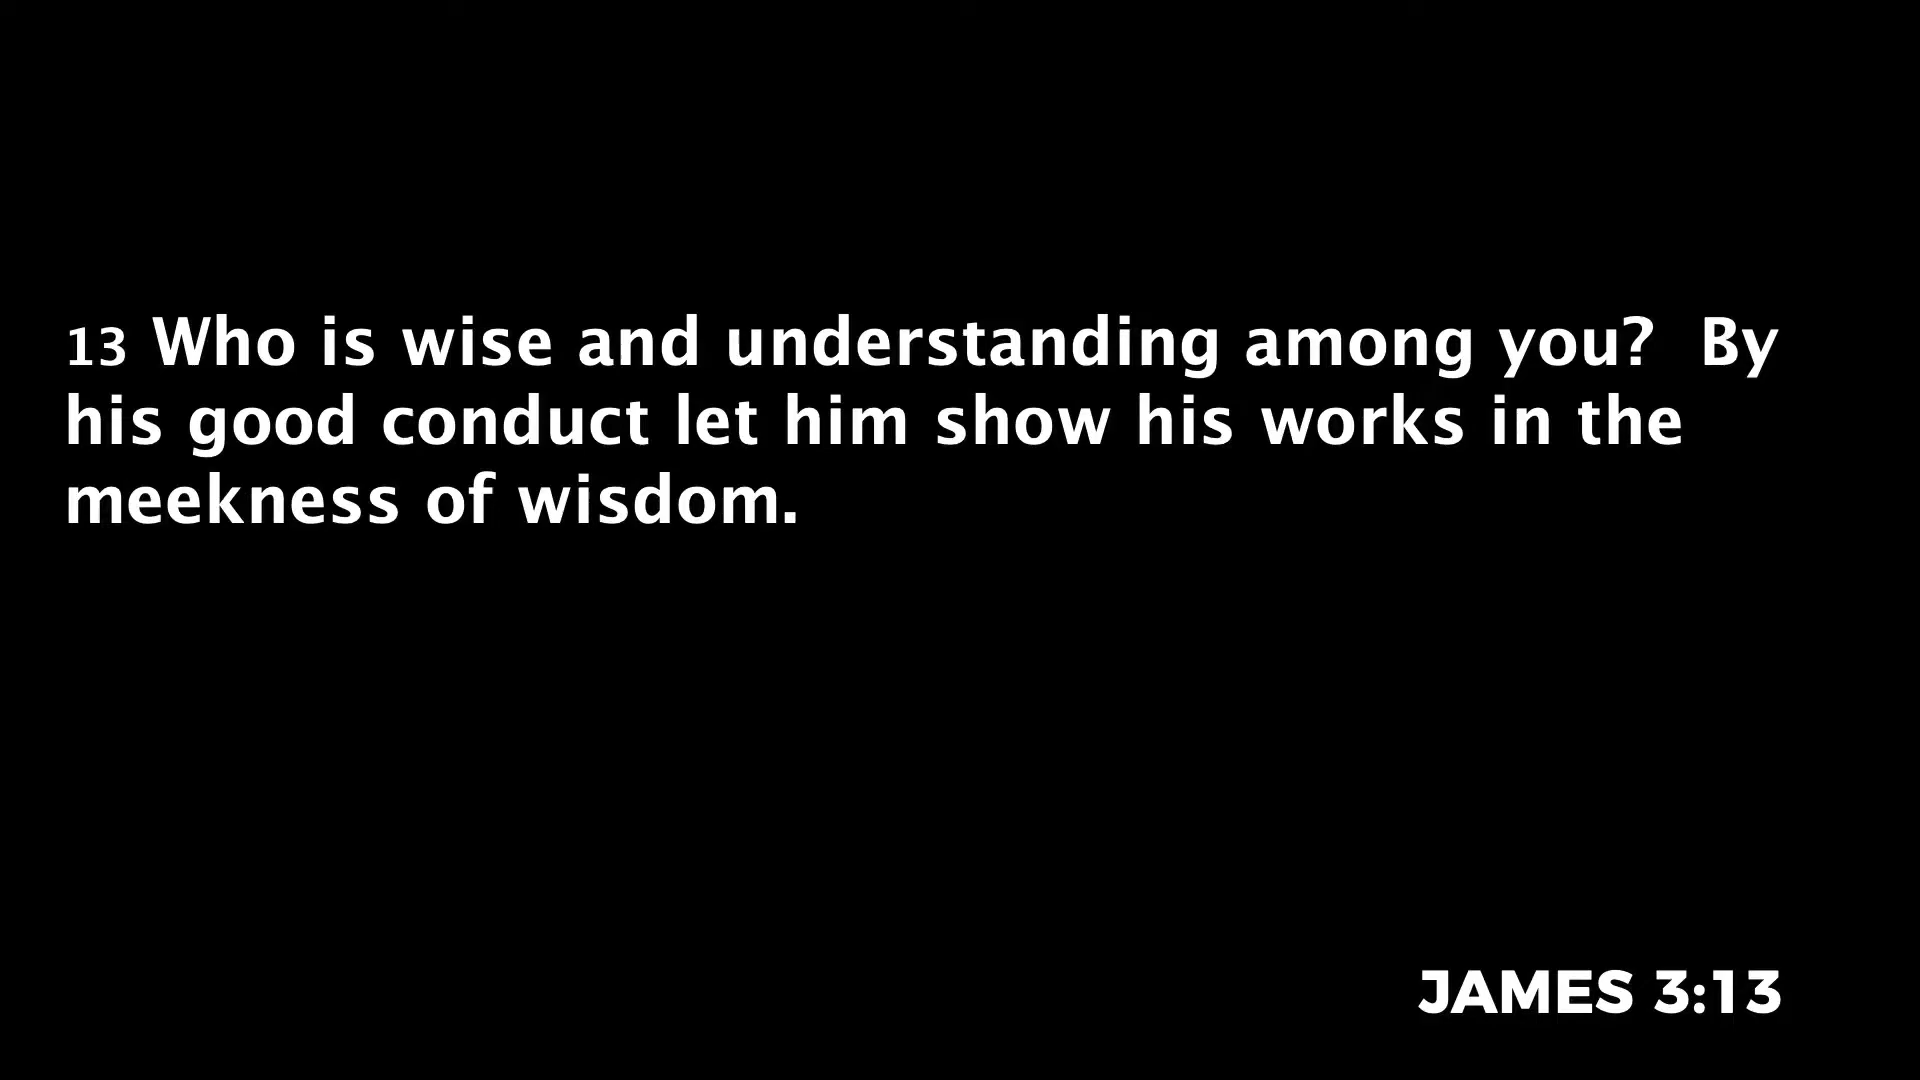 13 Who is wise and understanding among you?  By
his good conduct let him show his works in the
meekness of wisdom.
JAMES 3:13